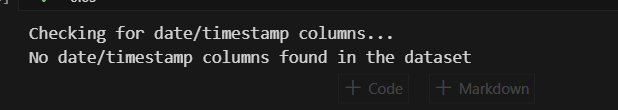 Checking for date/timestamp columns...
No date/timestamp columns found in the dataset
+ Code + Markdown